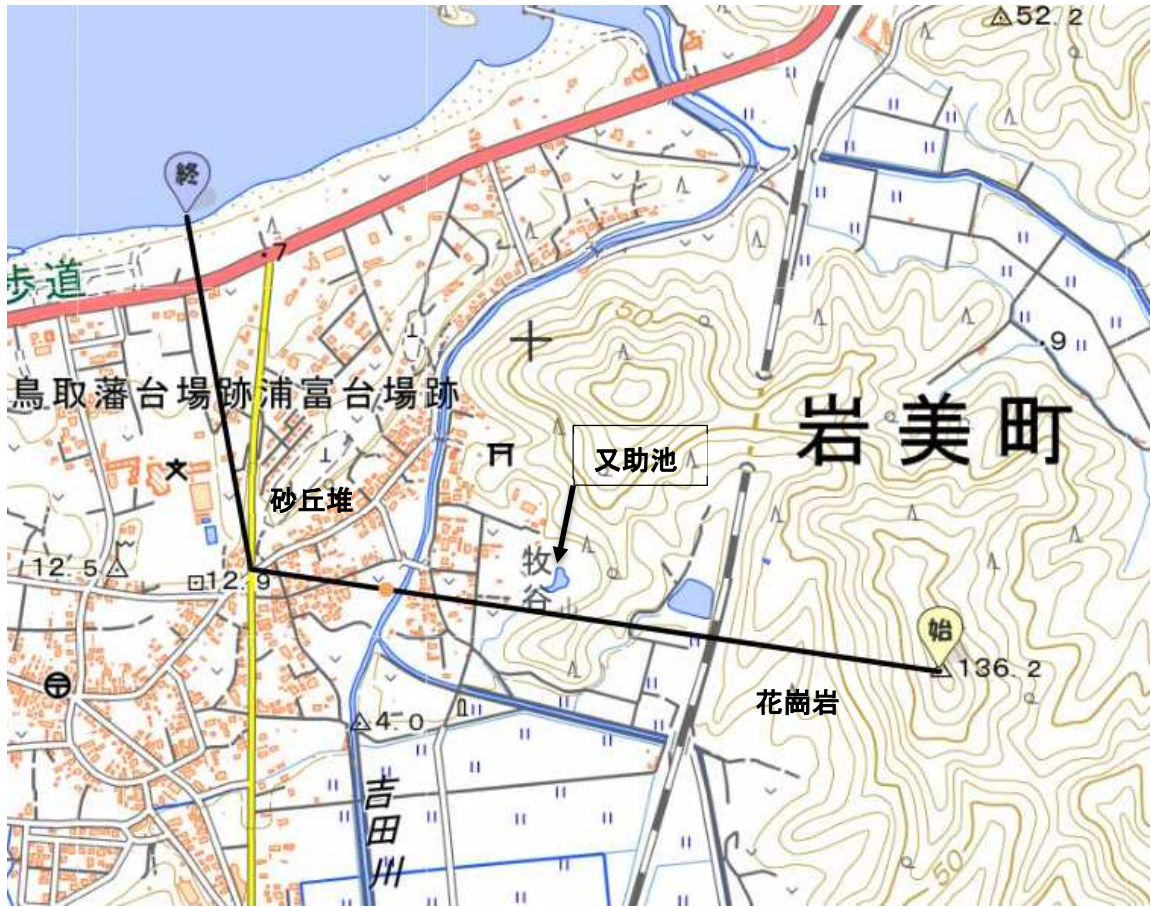 52.2
終
7
歩道
50
9
鳥取藩台場跡浦富台場跡
岩美町
又助池
文
砂丘堆
牧谷
12.5
12.9
始
136.2
花崗岩
4.0
吉田川
50